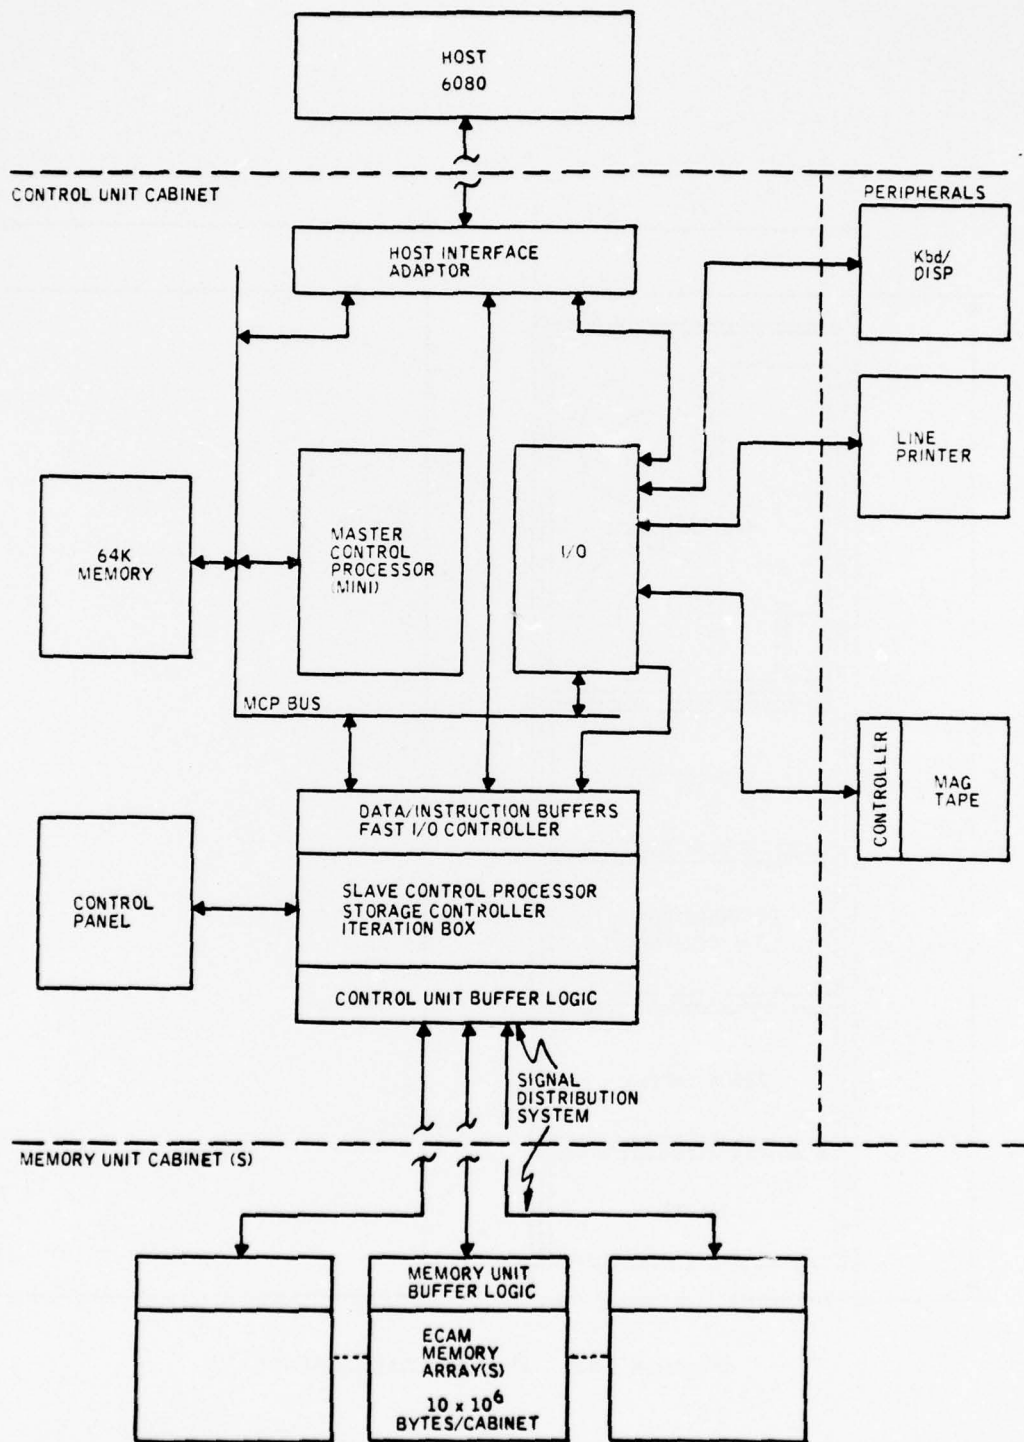 HOST
6080
CONTROL UNIT CABINET
PERIPHERALS
HOST INTERFACE
ADAPTOR
Kbd/
DISP
LINE
PRINTER
64K
MEMORY
MASTER
CONTROL
PROCESSOR
(MINI)
I/O
MCP BUS
CONTROLLER
MAG
TAPE
DATA/INSTRUCTION BUFFERS
FAST I/O CONTROLLER
CONTROL
PANEL
SLAVE CONTROL PROCESSOR
STORAGE CONTROLLER
ITERATION BOX
CONTROL UNIT BUFFER LOGIC
SIGNAL
DISTRIBUTION
SYSTEM
MEMORY UNIT CABINET (S)
MEMORY UNIT
BUFFER LOGIC
ECAM
MEMORY
ARRAY(S)
10 x 10⁶
BYTES/CABINET